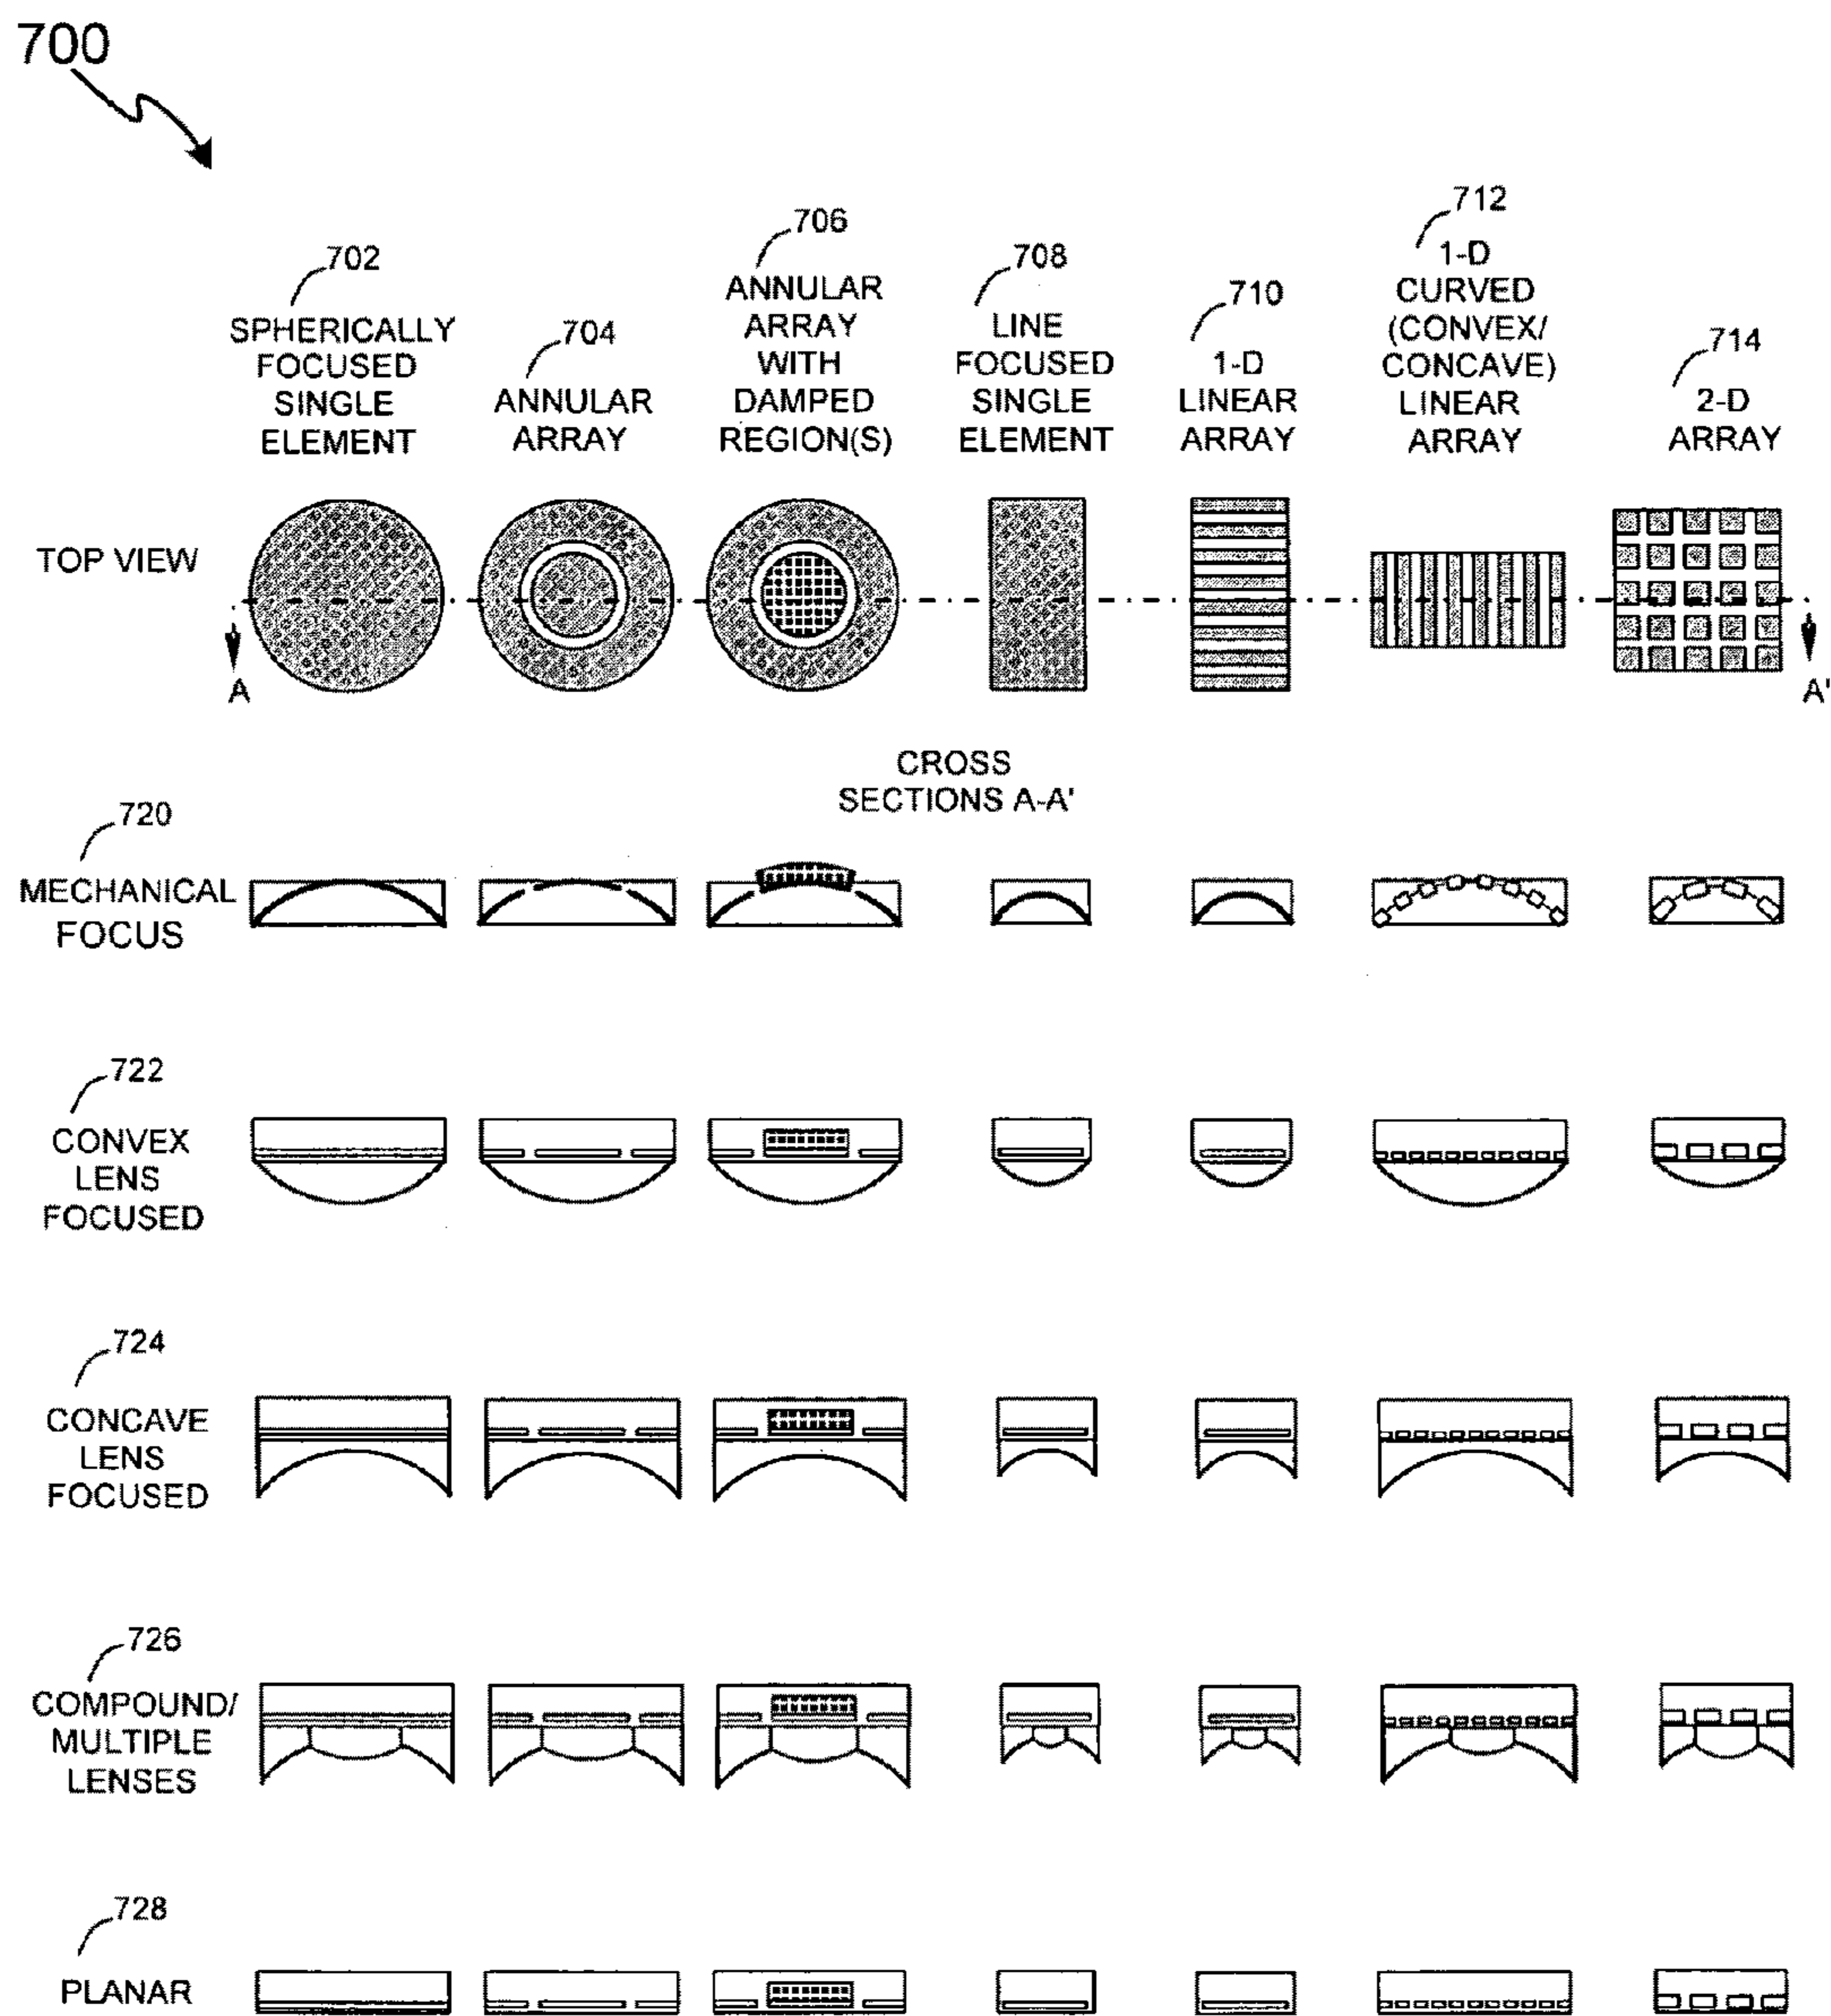 700
702
SPHERICALLY
FOCUSED
SINGLE
ELEMENT
704
ANNULAR
ARRAY
706
ANNULAR
ARRAY
WITH
DAMPED
REGION(S)
708
LINE
FOCUSED
SINGLE
ELEMENT
710
1-D
LINEAR
ARRAY
712
1-D
CURVED
(CONVEX/
CONCAVE)
LINEAR
ARRAY
714
2-D
ARRAY
TOP VIEW
A
A'
CROSS
SECTIONS A-A'
720
MECHANICAL
FOCUS
722
CONVEX
LENS
FOCUSED
724
CONCAVE
LENS
FOCUSED
726
COMPOUND/
MULTIPLE
LENSES
728
PLANAR